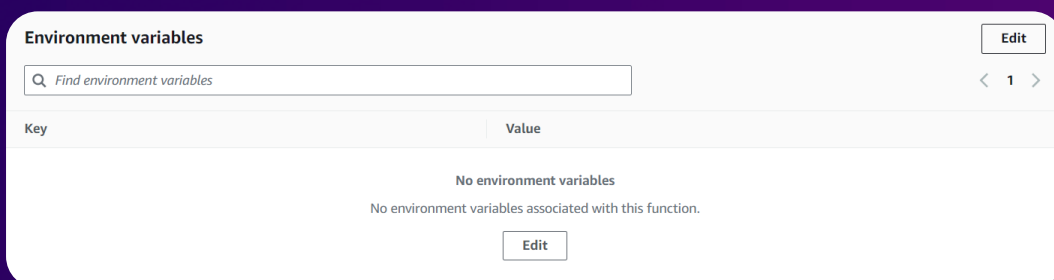 Environment variables
Edit
Find environment variables
1
Key Value
No environment variables
No environment variables associated with this function.
Edit